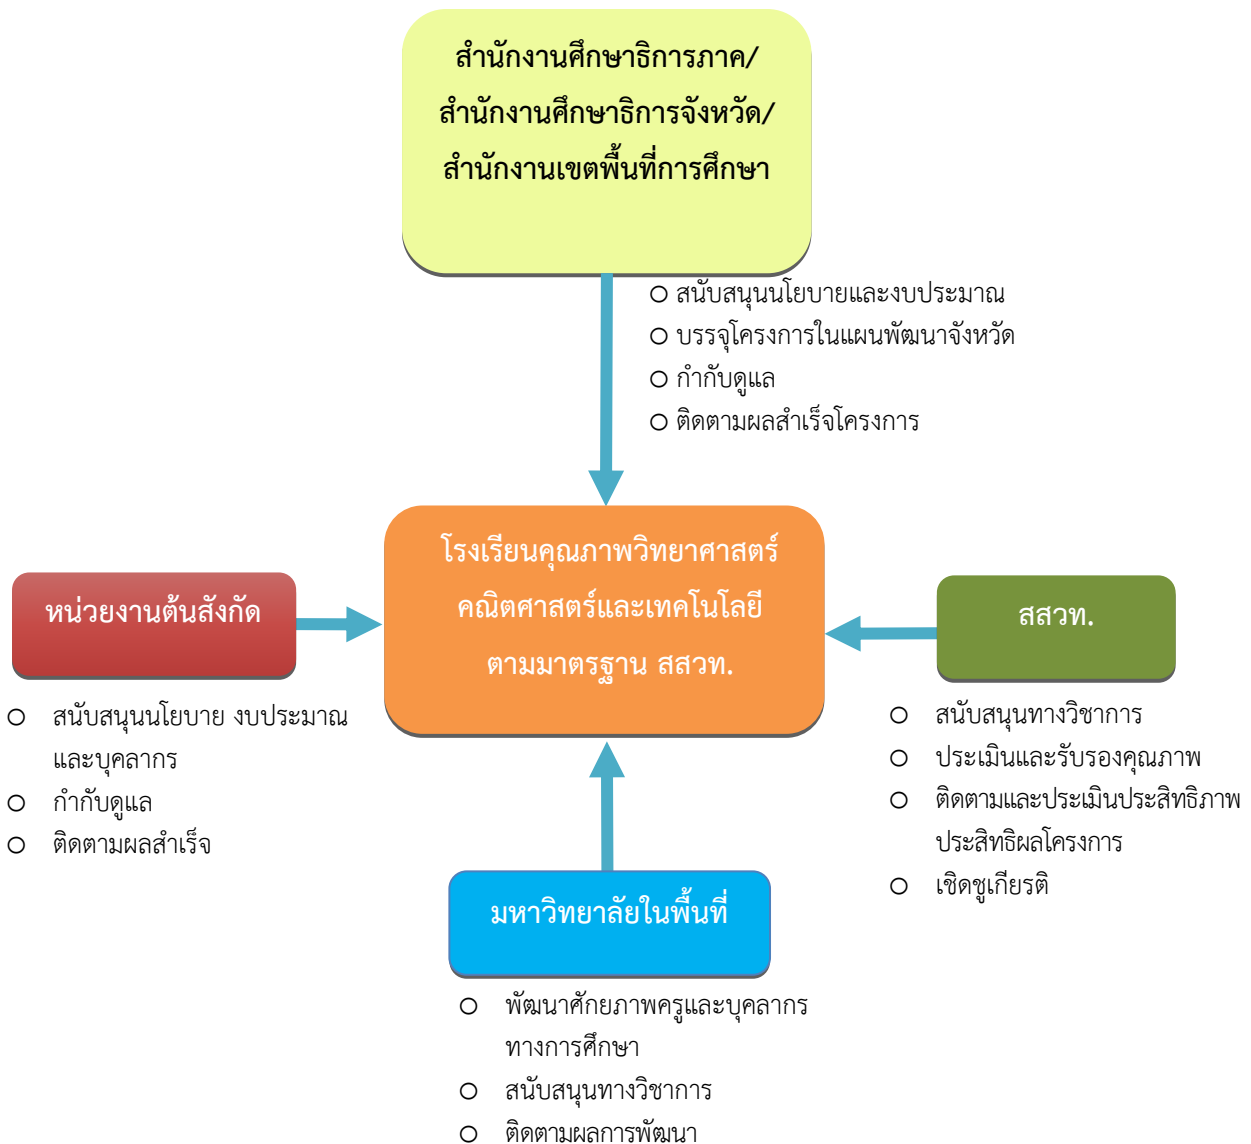 สำนักงานศึกษาธิการภาค/
สำนักงานศึกษาธิการจังหวัด/
สำนักงานเขตพื้นที่การศึกษา
○ สนับสนุนนโยบายและงบประมาณ
○ บรรจุโครงการในแผนพัฒนาจังหวัด
○ กำกับดูแล
○ ติดตามผลสำเร็จโครงการ
โรงเรียนคุณภาพวิทยาศาสตร์
คณิตศาสตร์และเทคโนโลยี
ตามมาตรฐาน สสวท.
หน่วยงานต้นสังกัด
○ สนับสนุนนโยบาย งบประมาณ
และบุคลากร
○ กำกับดูแล
○ ติดตามผลสำเร็จ
สสวท.
○ สนับสนุนทางวิชาการ
○ ประเมินและรับรองคุณภาพ
○ ติดตามและประเมินประสิทธิภาพ
ประสิทธิผลโครงการ
○ เชิดชูเกียรติ
มหาวิทยาลัยในพื้นที่
○ พัฒนาศักยภาพครูและบุคลากร
ทางการศึกษา
○ สนับสนุนทางวิชาการ
○ ติดตามผลการพัฒนา